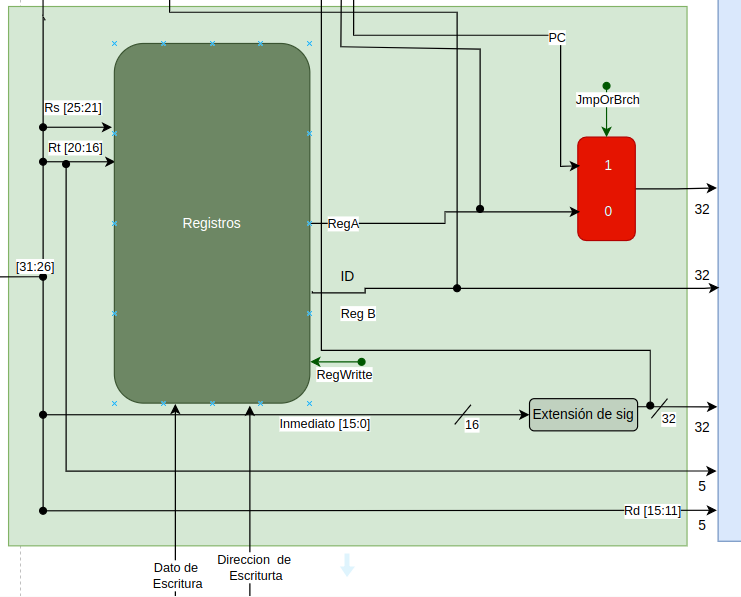 PC
JmpOrBrch
Rs [25:21]
Rt [20:16]
1
0
32
Registros
RegA
[31:26]
ID
32
Reg B
RegWritte
Inmediato [15:0]
16
Extensión de sig
32
32
5
Rd [15:11]
5
Dato de
Escritura
Direccion de
Escriturta